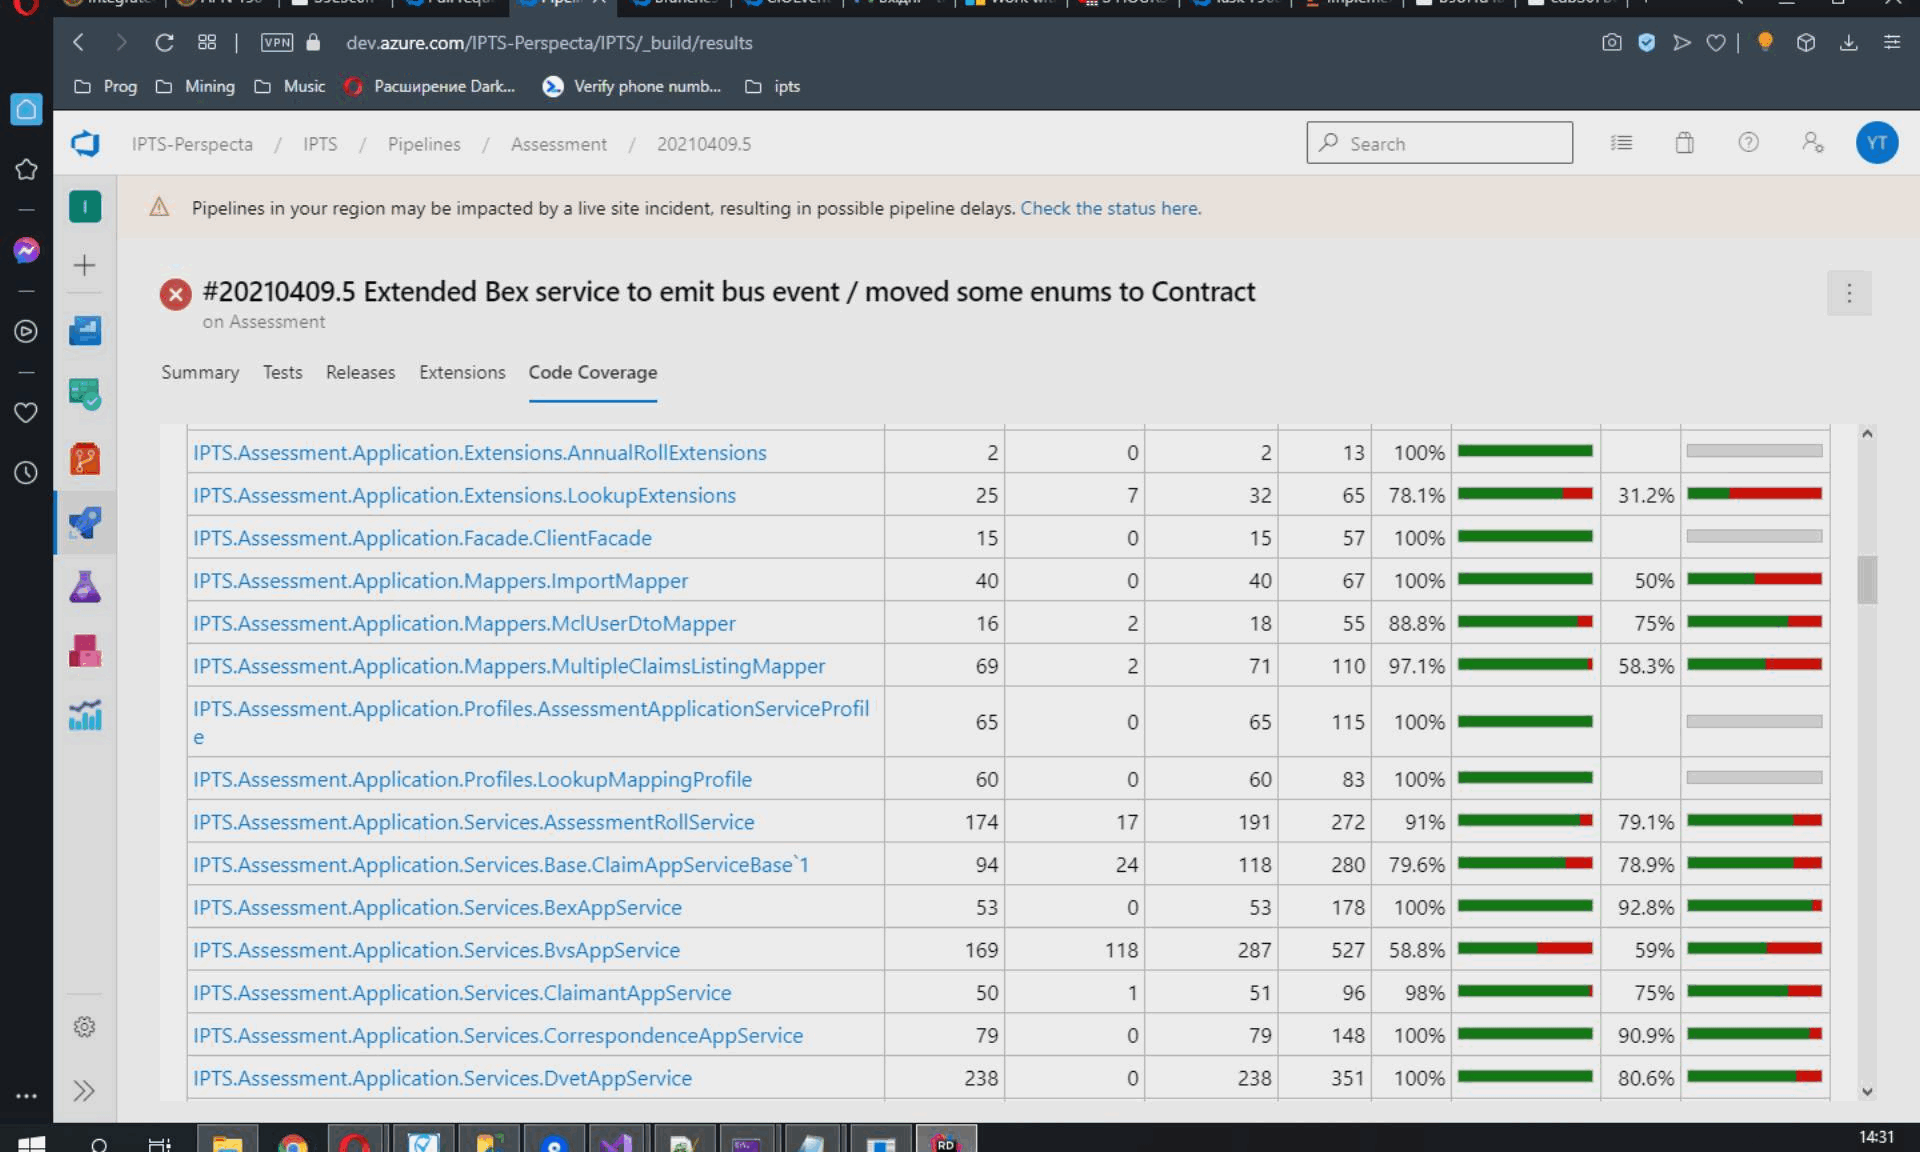 VPN dev.azure.com/IPTS-Perspecta/IPTS/_build/results
Prog Mining Music Расширение Dark... Verify phone numb... ipts
IPTS-Perspecta / IPTS / Pipelines / Assessment / 20210409.5 Search YT
I
Pipelines in your region may be impacted by a live site incident, resulting in possible pipeline delays. Check the status here.
#20210409.5 Extended Bex service to emit bus event / moved some enums to Contract
on Assessment
Summary Tests Releases Extensions Code Coverage
IPTS.Assessment.Application.Extensions.AnnualRollExtensions 2 0 2 13 100%
IPTS.Assessment.Application.Extensions.LookupExtensions 25 7 32 65 78.1% 31.2%
IPTS.Assessment.Application.Facade.ClientFacade 15 0 15 57 100%
IPTS.Assessment.Application.Mappers.ImportMapper 40 0 40 67 100% 50%
IPTS.Assessment.Application.Mappers.MclUserDtoMapper 16 2 18 55 88.8% 75%
IPTS.Assessment.Application.Mappers.MultipleClaimsListingMapper 69 2 71 110 97.1% 58.3%
IPTS.Assessment.Application.Profiles.AssessmentApplicationServiceProfil
e 65 0 65 115 100%
IPTS.Assessment.Application.Profiles.LookupMappingProfile 60 0 60 83 100%
IPTS.Assessment.Application.Services.AssessmentRollService 174 17 191 272 91% 79.1%
IPTS.Assessment.Application.Services.Base.ClaimAppServiceBase`1 94 24 118 280 79.6% 78.9%
IPTS.Assessment.Application.Services.BexAppService 53 0 53 178 100% 92.8%
IPTS.Assessment.Application.Services.BvsAppService 169 118 287 527 58.8% 59%
IPTS.Assessment.Application.Services.ClaimantAppService 50 1 51 96 98% 75%
IPTS.Assessment.Application.Services.CorrespondenceAppService 79 0 79 148 100% 90.9%
IPTS.Assessment.Application.Services.DvetAppService 238 0 238 351 100% 80.6%
RD
14:31